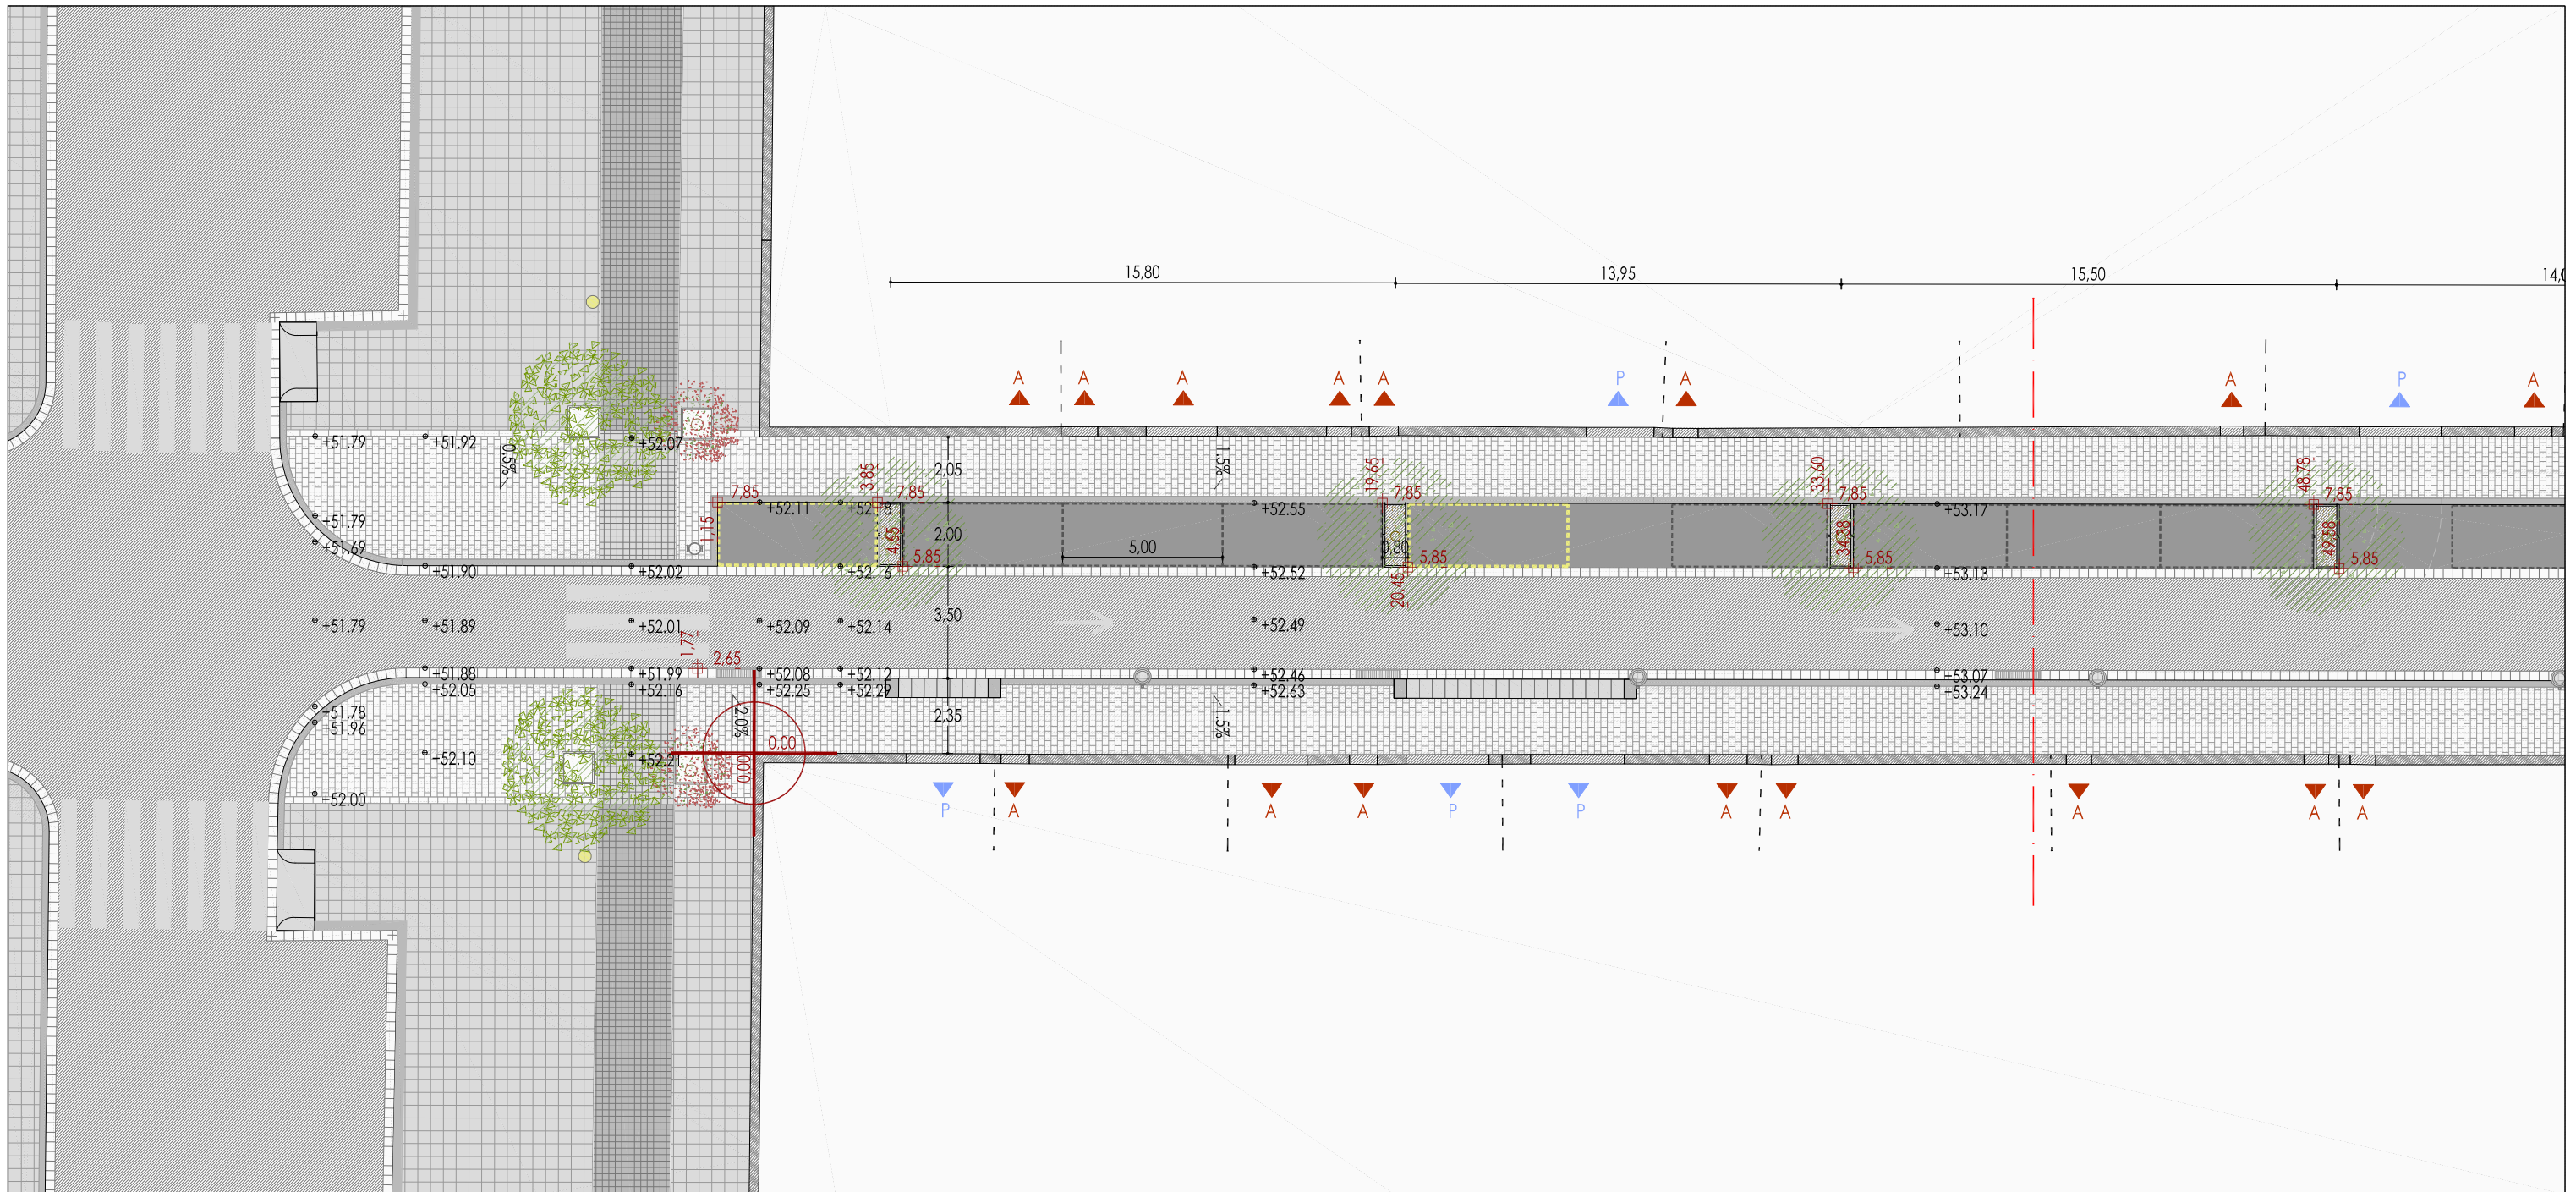 15,80 13,95 15,50 14,0
A A A A A P A A P A
+51.79 +51.92 0.5% +52.07 2,05 1.5%
3,85 19,65 33,60 48,78
7,85 7,85 7,85 7,85 7,85
+51.79 1,15 +52.11 +52.18 +52.55 +53.17
+51.69 4,65 2,00 5,00 0,80 34,38 49,58
5,85 5,85 5,85 5,85
+51.90 +52.02 +52.16 +52.52 20,45 +53.13
+51.79 +51.89 +52.01 +52.09 +52.14 3,50 +52.49 +53.10
1,77 2,65
+51.88 +51.99 +52.08 +52.12 +52.46 +53.07
+52.05 +52.16 +52.25 +52.29 +52.63 +53.24
+51.78 2.0% 2,35 1.5%
+51.96
0,00
+52.10 +52.2 0,00
+52.00
P A A A P P A A A A A